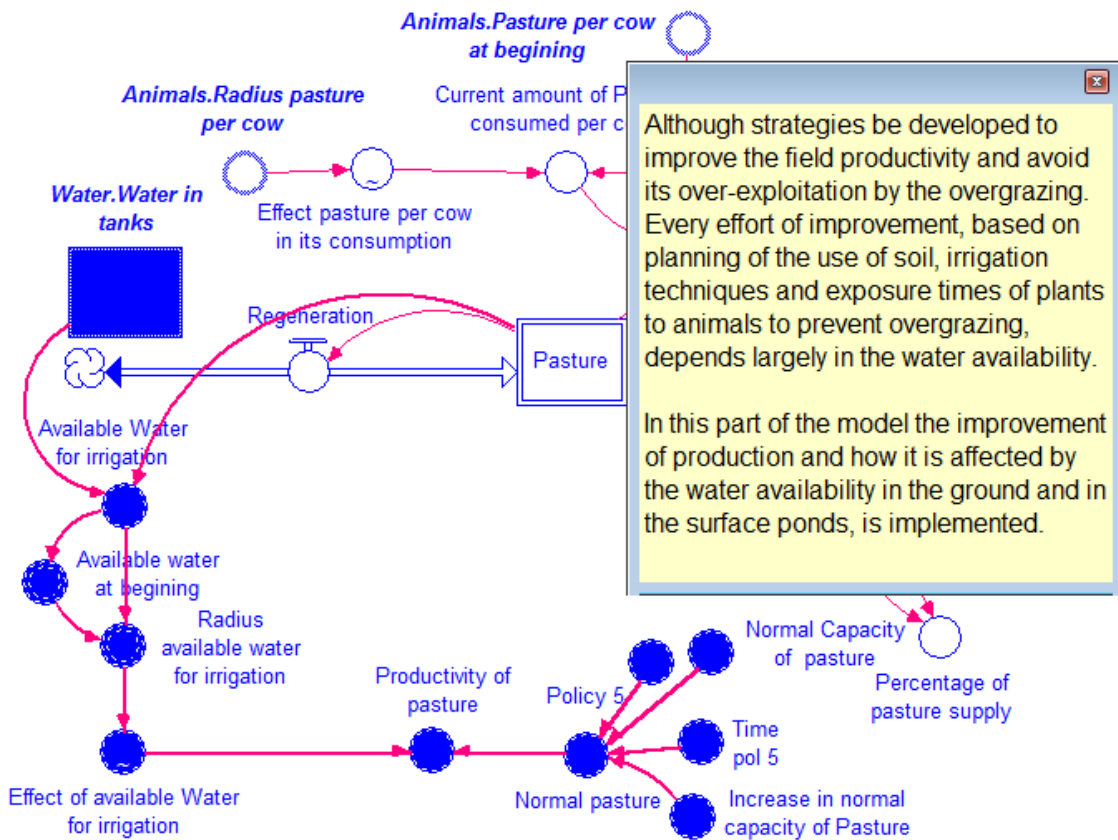 Animals.Pasture per cow
at begining
Animals.Radius pasture
per cow
Current amount of P
consumed per c
Water.Water in
tanks
Effect pasture per cow
in its consumption
Regeneration
Pasture
Available Water
for irrigation
Available water
at begining
Radius
available water
for irrigation
Productivity of
pasture
Policy 5
Normal Capacity
of pasture
Percentage of
pasture supply
Time
pol 5
Effect of available Water
for irrigation
Normal pasture
Increase in normal
capacity of Pasture
Although strategies be developed to
improve the field productivity and avoid
its over-exploitation by the overgrazing.
Every effort of improvement, based on
planning of the use of soil, irrigation
techniques and exposure times of plants
to animals to prevent overgrazing,
depends largely in the water availability.
In this part of the model the improvement
of production and how it is affected by
the water availability in the ground and in
the surface ponds, is implemented.